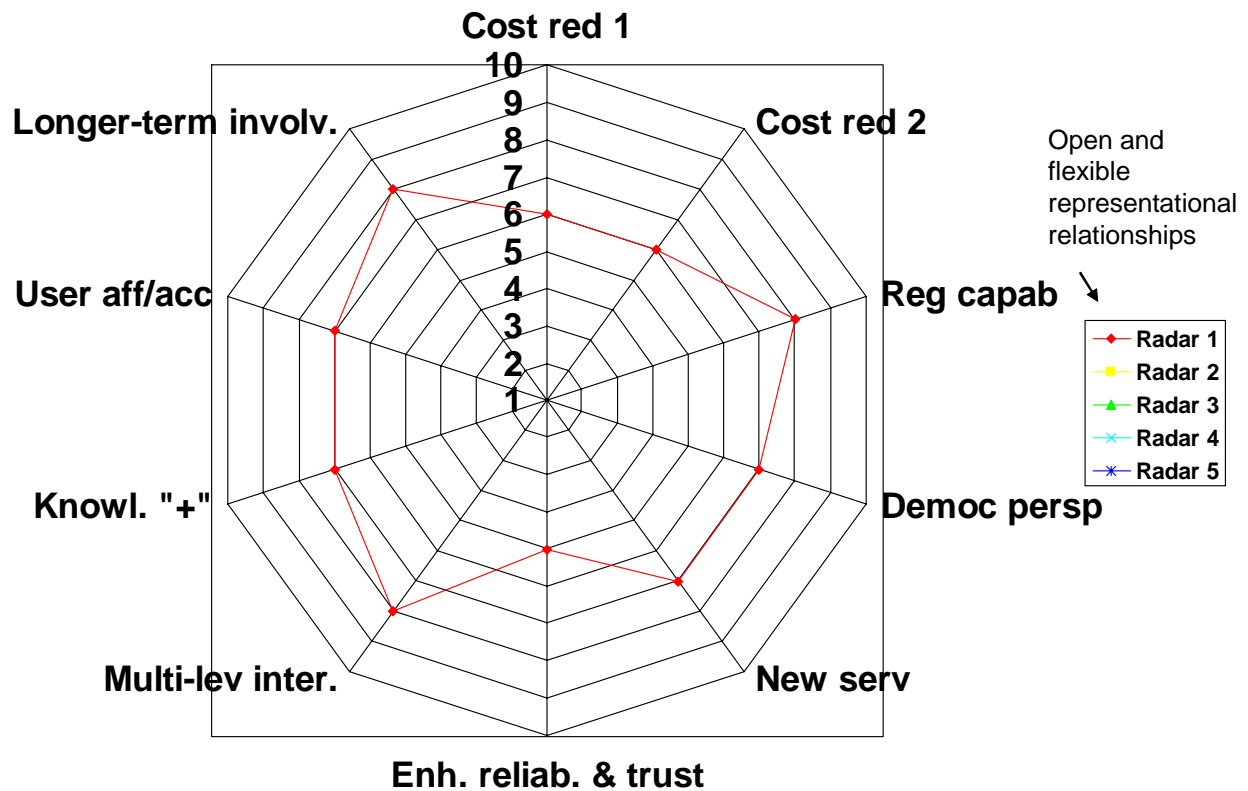 Cost red 1
10
9
8
7
6
5
4
3
2
1
Cost red 2
Reg capab
Democ persp
New serv
Enh. reliab. & trust
Multi-lev inter.
Knowl. "+"
User aff/acc
Longer-term involv.
Open and
flexible
representational
relationships
Radar 1
Radar 2
Radar 3
Radar 4
Radar 5